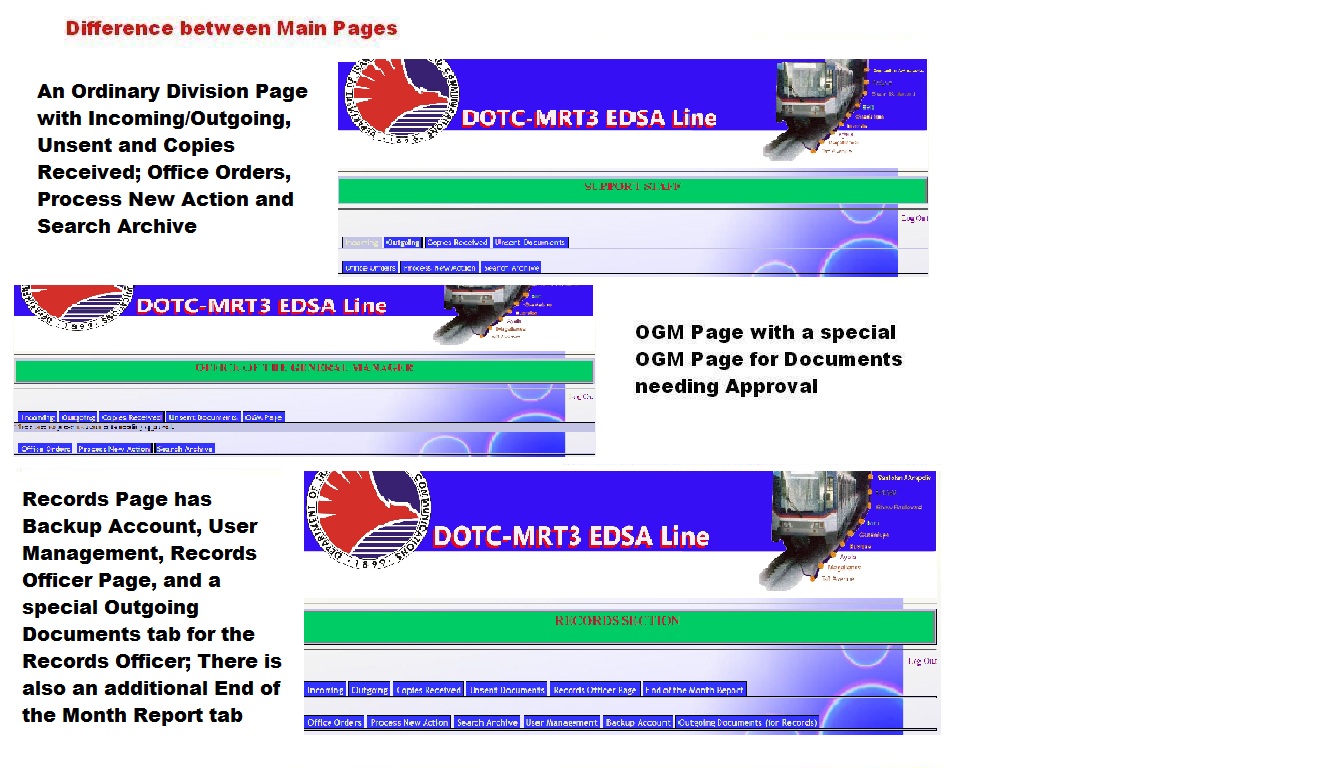 Difference between Main Pages
An Ordinary Division Page
with Incoming/Outgoing,
Unsent and Copies
Received; Office Orders,
Process New Action and
Search Archive
DOTC-MRT3 EDSA Line
SUPPORT STAFF
Log Out
Incoming Outgoing Copies Received Unsent Documents
Office Orders Process New Action Search Archive
DOTC-MRT3 EDSA Line
OFFICE OF THE GENERAL MANAGER
Incoming Outgoing Copies Received Unsent Documents OGM Page
Office Orders Process New Action Search Archive
OGM Page with a special
OGM Page for Documents
needing Approval
Records Page has
Backup Account, User
Management, Records
Officer Page, and a
special Outgoing
Documents tab for the
Records Officer; There is
also an additional End of
the Month Report tab
DEPARTMENT OF COMMUNICATIONS
1899
DOTC-MRT3 EDSA Line
Ayala
Magallanes
RECORDS SECTION
Log Out
Incoming Outgoing Copies Received Unsent Documents Records Officer Page End of the Month Report
Office Orders Process New Action Search Archive User Management Backup Account Outgoing Documents (for Records)